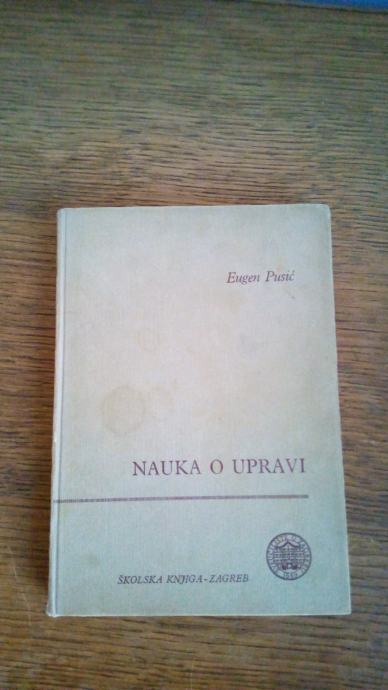 Eugen Pusić
NAUKA O UPRAVI
ŠKOLSKA KNJIGA - ZAGREB